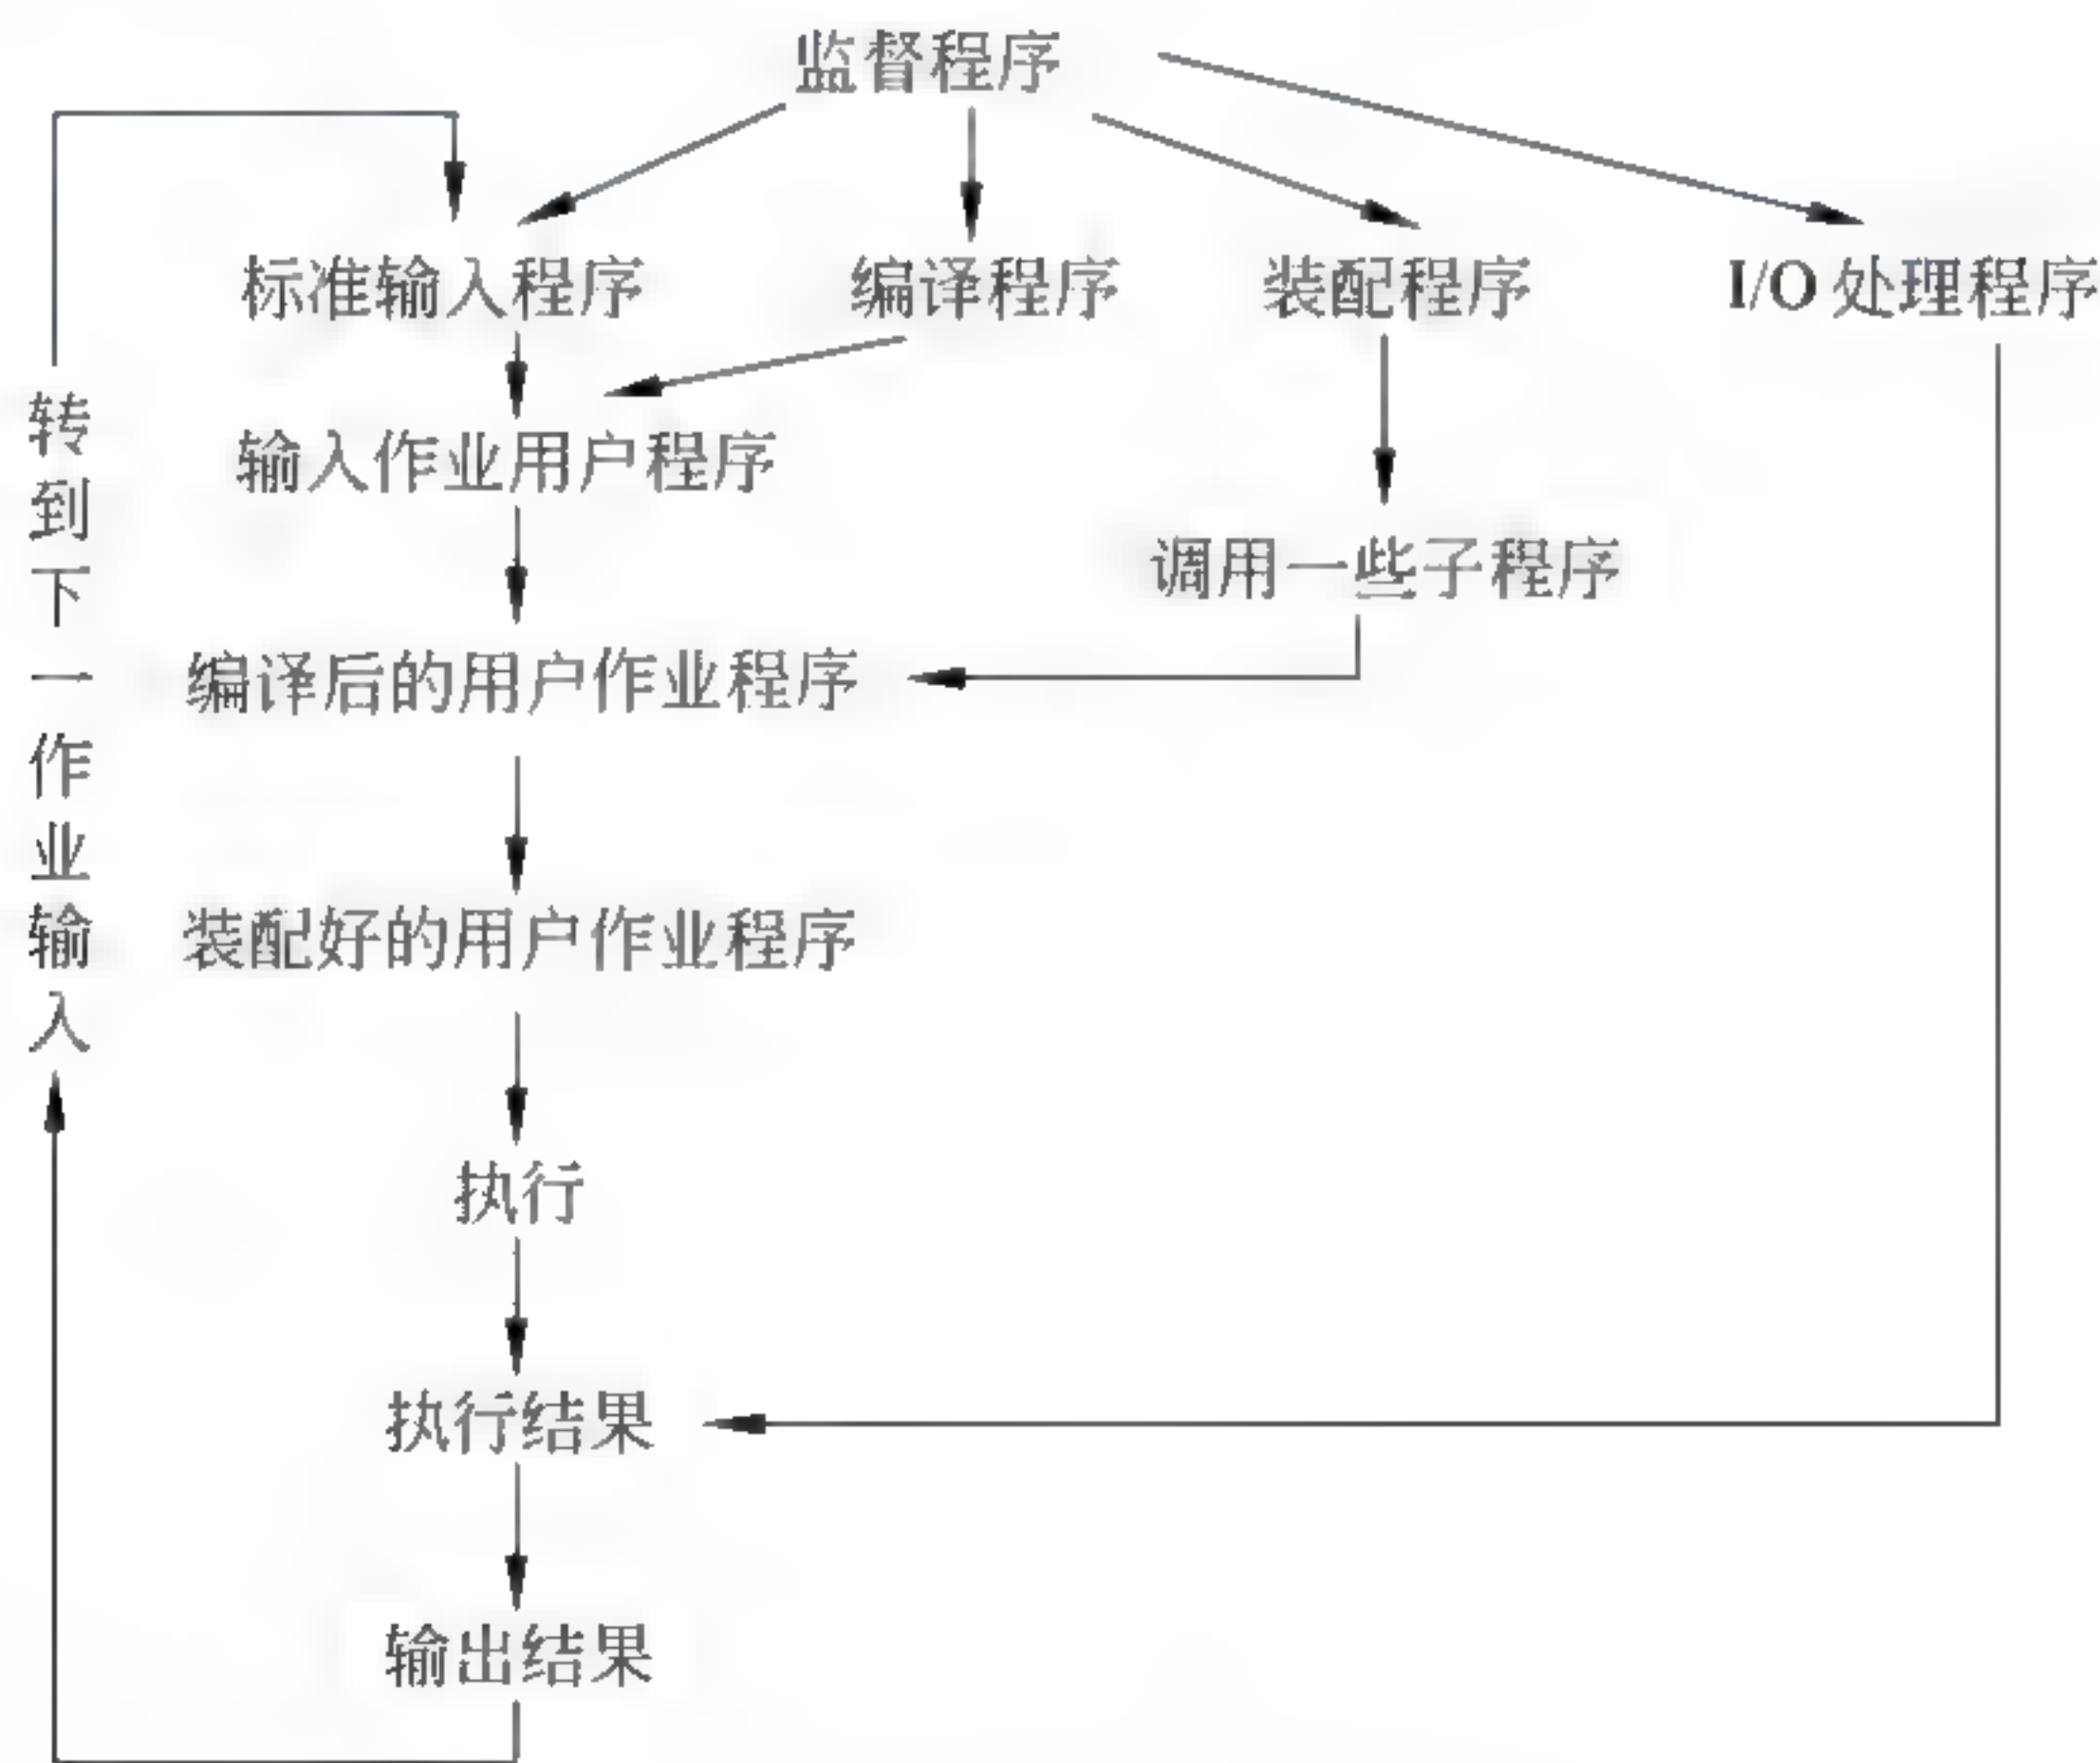 监督程序
标准输入程序
编译程序
装配程序
I/O 处理程序
输入作业用户程序
调用一些子程序
编译后的用户作业程序
装配好的用户作业程序
执行
执行结果
输出结果
转到下一作业输入